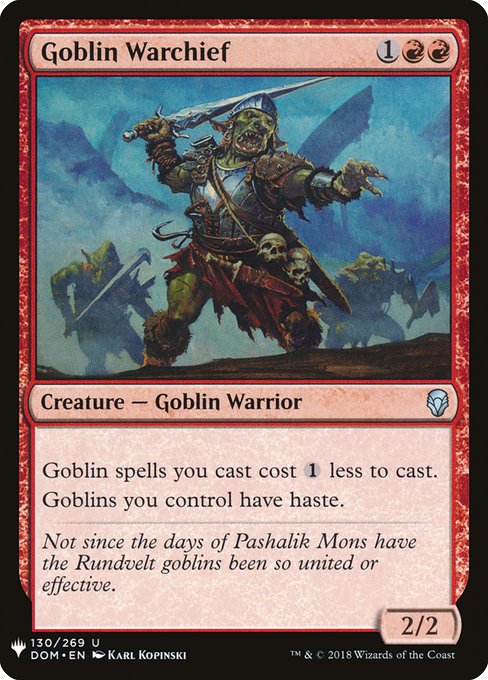 Goblin Warchief 1
Creature — Goblin Warrior
Goblin spells you cast cost 1 less to cast.
Goblins you control have haste.
Not since the days of Pashalik Mons have
the Rundvelt goblins been so united or
effective.
2/2
130/269 U
DOM • EN Karl Kopinski
™ & © 2018 Wizards of the Coast